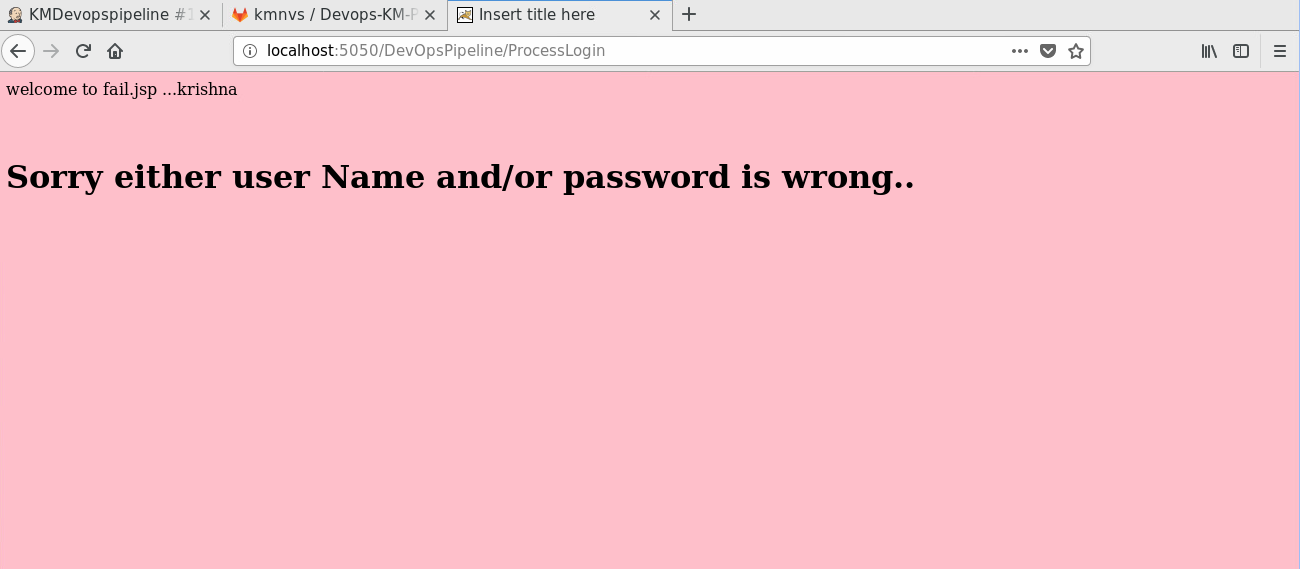 KMDevopspipeline #1
kmnvs / Devops-KM-P
Insert title here
localhost:5050/DevOpsPipeline/ProcessLogin
welcome to fail.jsp ...krishna
Sorry either user Name and/or password is wrong..